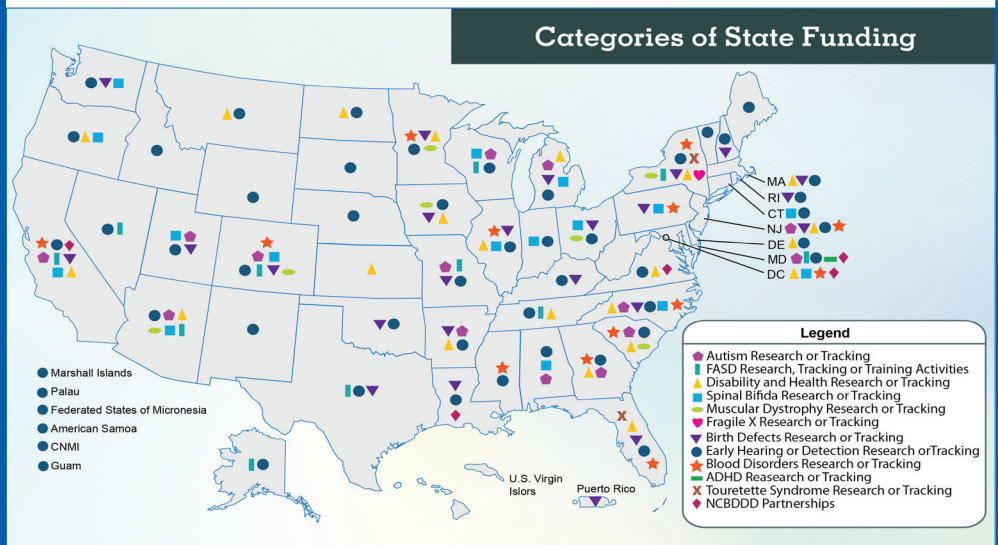 Categories of State Funding
MA
RI
CT
NJ
DE
MD
DC
Marshall Islands
Palau
Federated States of Micronesia
American Samoa
CNMI
Guam
U.S. Virgin
Islors
Puerto Rico
Legend
Autism Research or Tracking
FASD Research, Tracking or Training Activities
Disability and Health Research or Tracking
Spinal Bifida Research or Tracking
Muscular Dystrophy Research or Tracking
Fragile X Research or Tracking
Birth Defects Research or Tracking
Early Hearing or Detection Research orTracking
Blood Disorders Research or Tracking
ADHD Reasearch or Tracking
Touretette Syndrome Research or Tracking
NCBDDD Partnerships